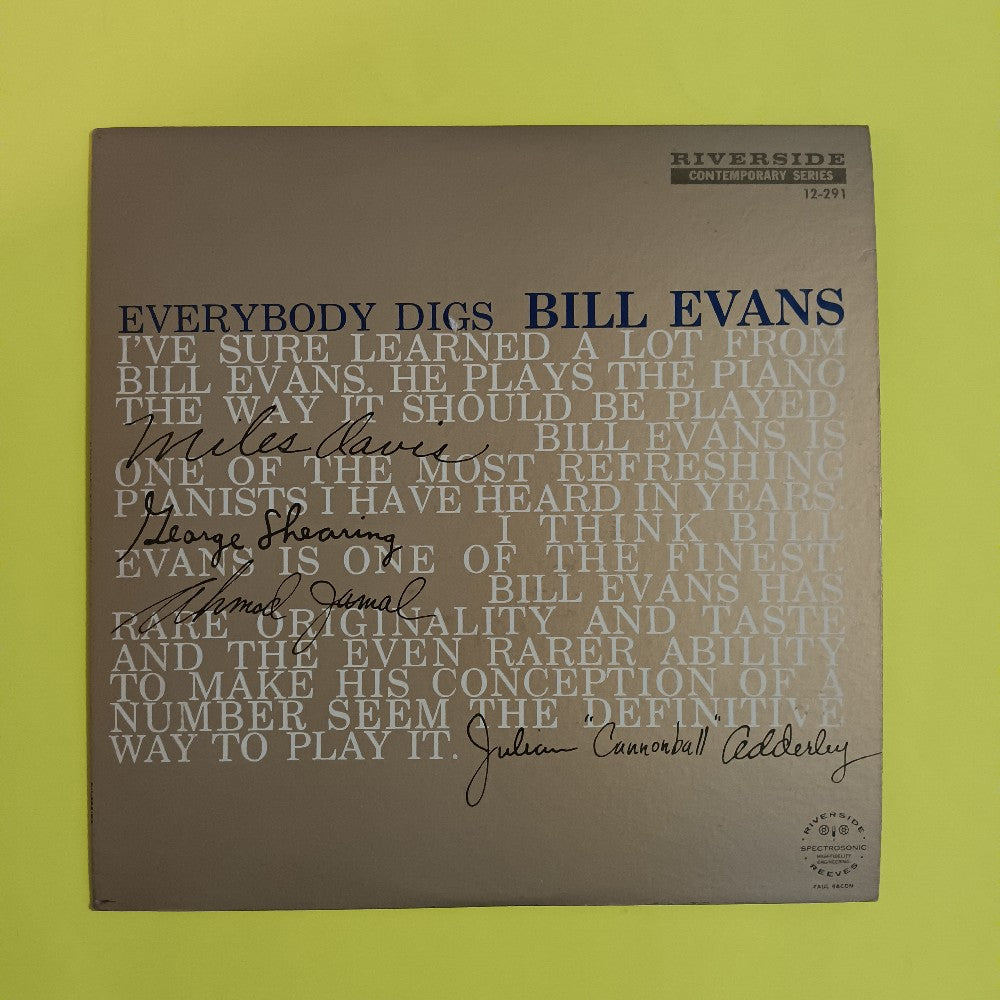 RIVERSIDE
CONTEMPORARY SERIES
12-291
EVERYBODY DIGS BILL EVANS
I'VE SURE LEARNED A LOT FROM
BILL EVANS. HE PLAYS THE PIANO
THE WAY IT SHOULD BE PLAYED
Miles Davis BILL EVANS IS
ONE OF THE MOST REFRESHING
PIANISTS I HAVE HEARD IN YEARS.
George Shearing I THINK BILL
EVANS IS ONE OF THE FINEST.
Ahmad Jamal BILL EVANS HAS
RARE ORIGINALITY AND TASTE
AND THE EVEN RARER ABILITY
TO MAKE HIS CONCEPTION OF A
NUMBER SEEM THE DEFINITIVE
WAY TO PLAY IT. Julian "Cannonball" Adderley
RIVERSIDE
SPECTROSONIC
HIGH-FIDELITY
ENGINEERING
REEVES
PAUL BACON